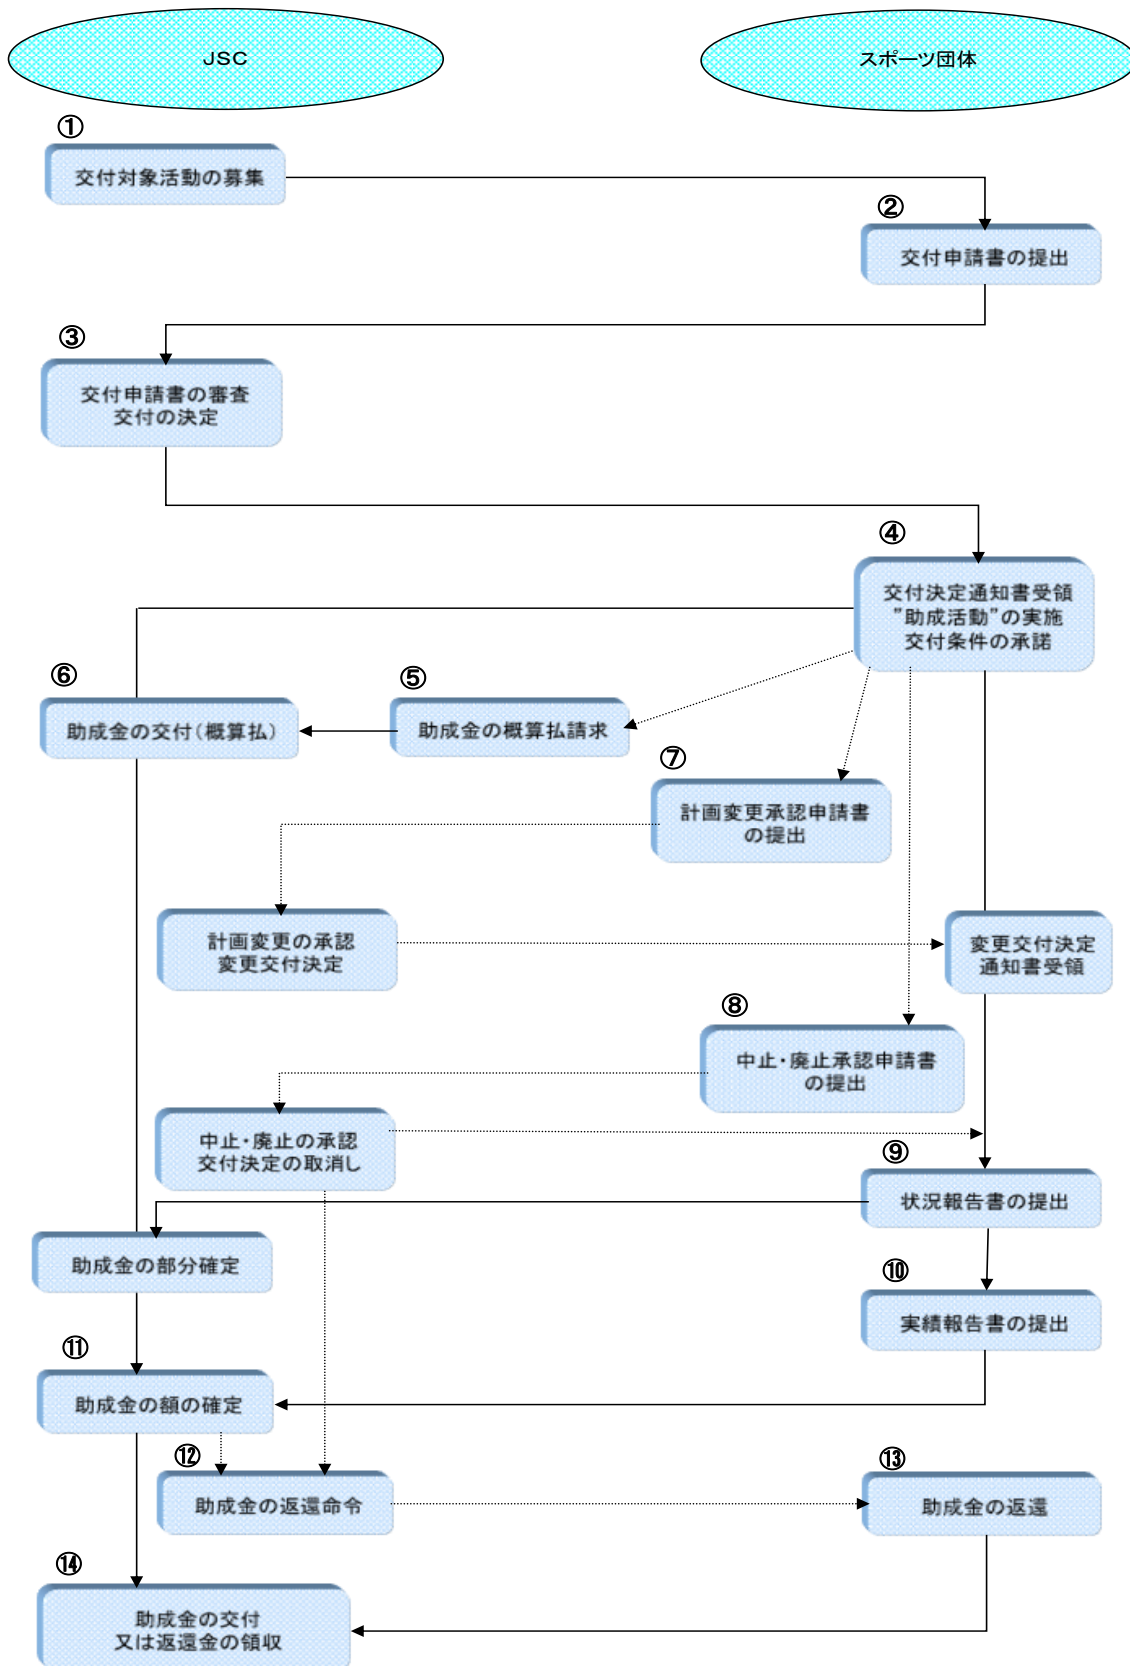 JSC
スポーツ団体
①
交付対象活動の募集
②
交付申請書の提出
③
交付申請書の審査
交付の決定
④
交付決定通知書受領
”助成活動”の実施
交付条件の承諾
⑥
助成金の交付(概算払)
⑤
助成金の概算払請求
⑦
計画変更承認申請書
の提出
計画変更の承認
変更交付決定
変更交付決定
通知書受領
⑧
中止・廃止承認申請書
の提出
中止・廃止の承認
交付決定の取消し
⑨
状況報告書の提出
助成金の部分確定
⑩
実績報告書の提出
⑪
助成金の額の確定
⑫
助成金の返還命令
⑬
助成金の返還
⑭
助成金の交付
又は返還金の領収